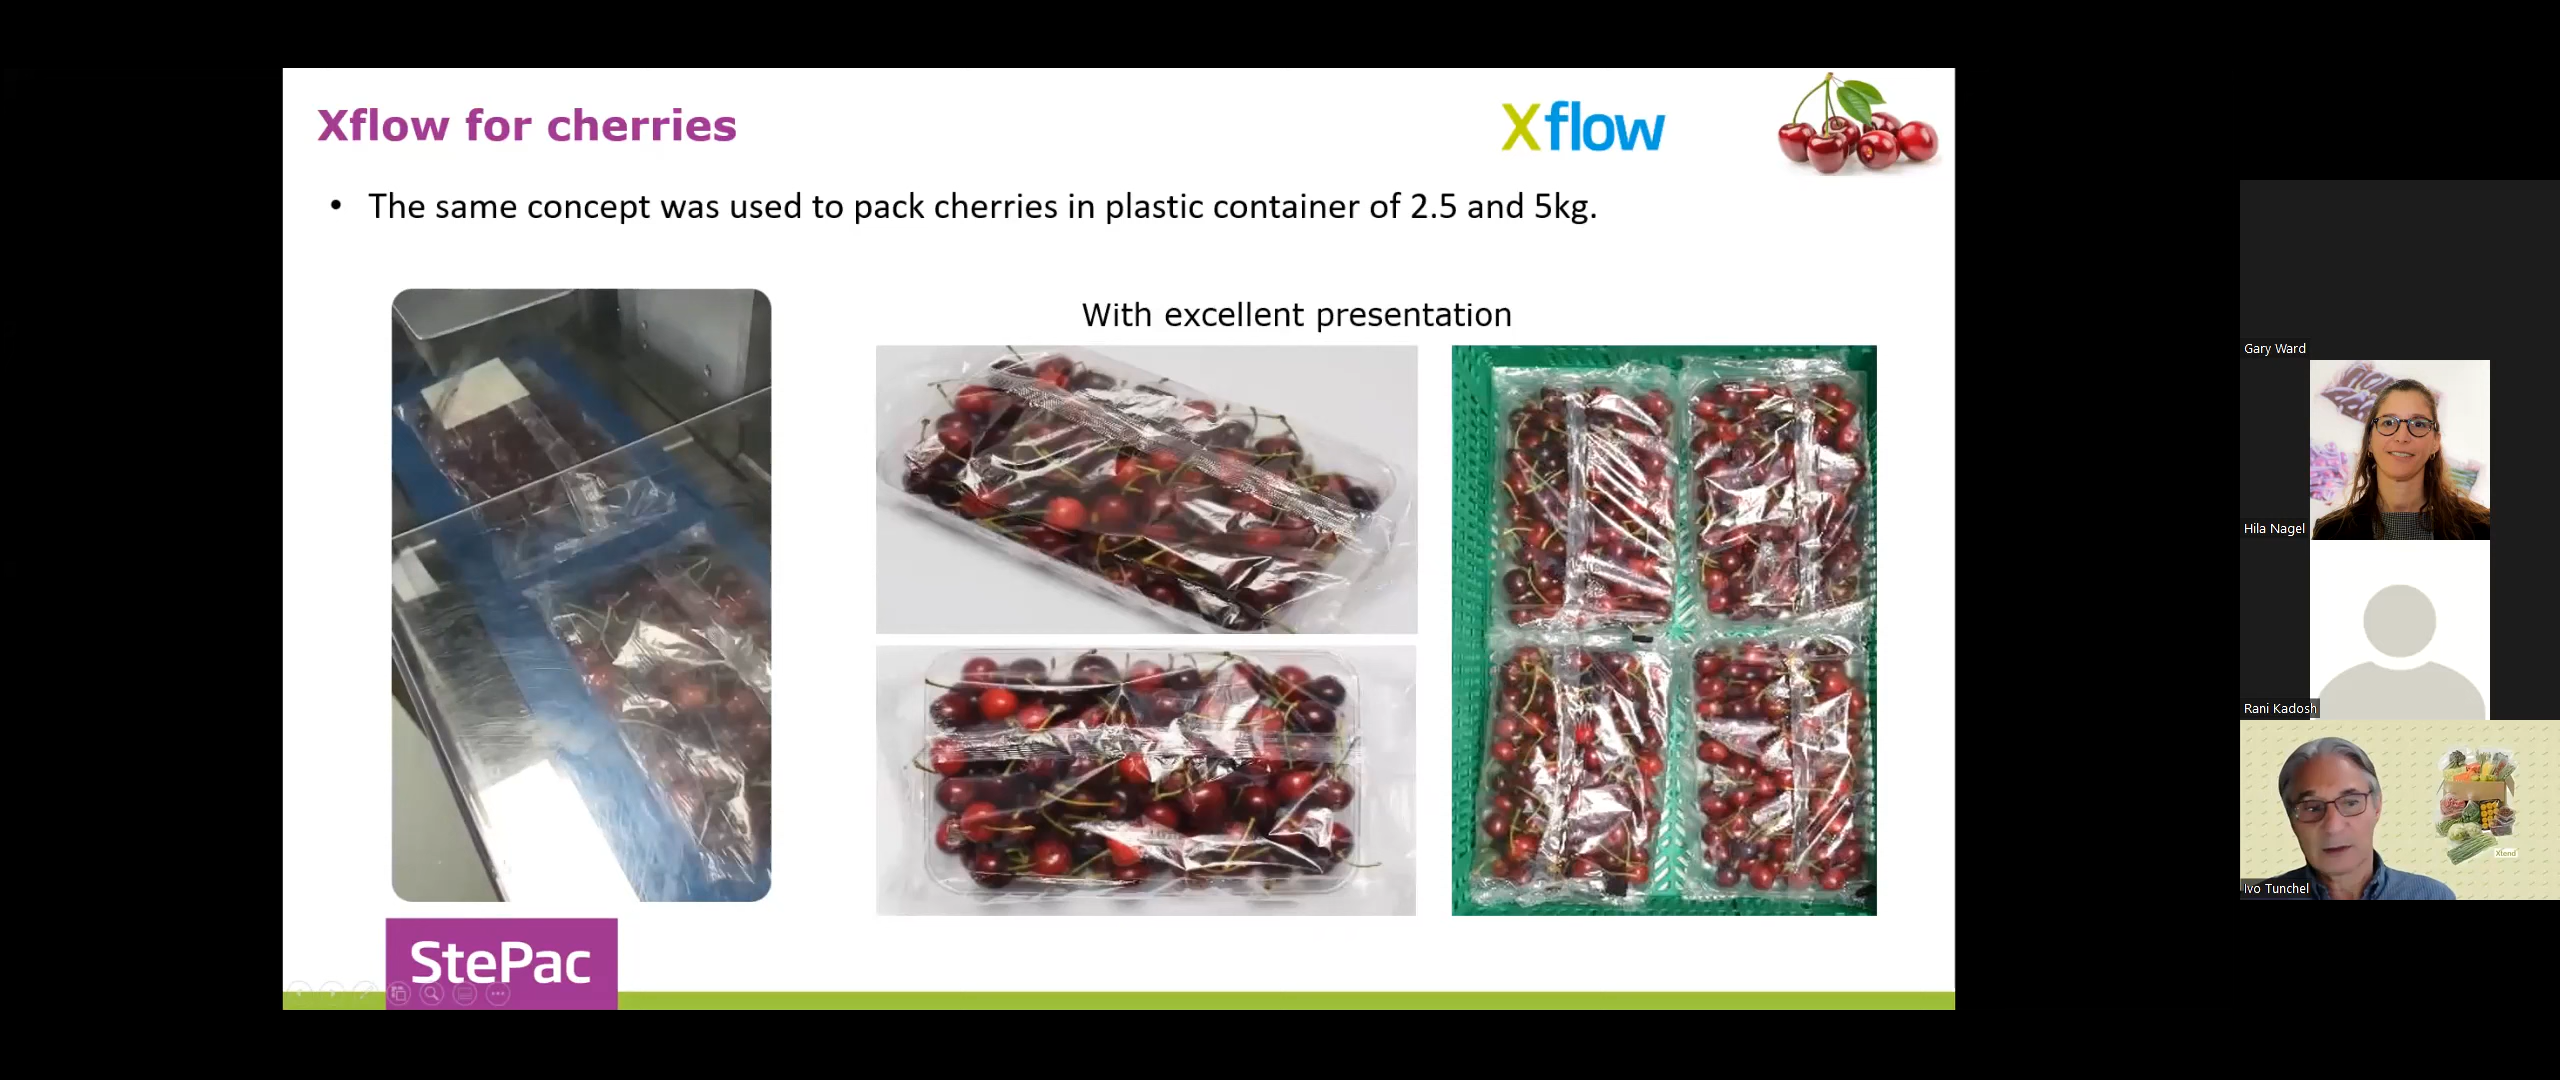 Xflow for cherries
Xflow
• The same concept was used to pack cherries in plastic container of 2.5 and 5kg.
With excellent presentation
StePac
Gary Ward
Hila Nagel
Rani Kadosh
Xlend
Ivo Tunchel